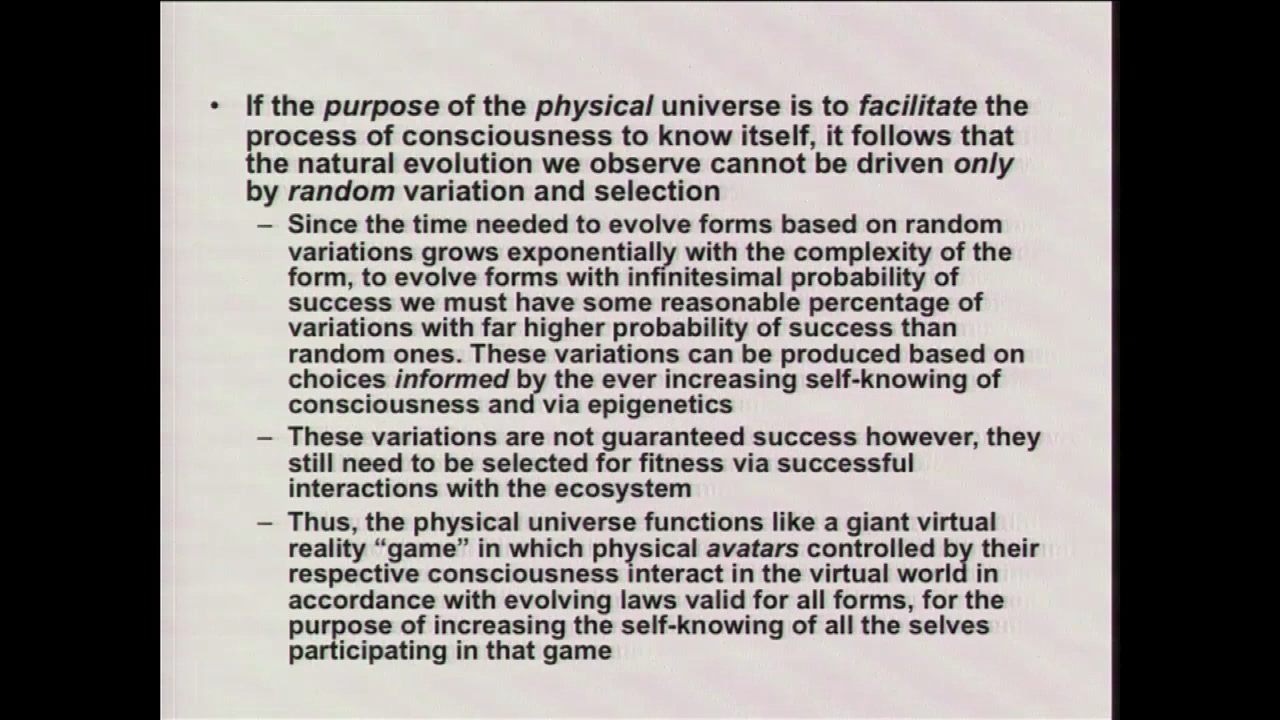 • If the purpose of the physical universe is to facilitate the
process of consciousness to know itself, it follows that
the natural evolution we observe cannot be driven only
by random variation and selection
– Since the time needed to evolve forms based on random
variations grows exponentially with the complexity of the
form, to evolve forms with infinitesimal probability of
success we must have some reasonable percentage of
variations with far higher probability of success than
random ones. These variations can be produced based on
choices informed by the ever increasing self-knowing of
consciousness and via epigenetics
– These variations are not guaranteed success however, they
still need to be selected for fitness via successful
interactions with the ecosystem
– Thus, the physical universe functions like a giant virtual
reality “game” in which physical avatars controlled by their
respective consciousness interact in the virtual world in
accordance with evolving laws valid for all forms, for the
purpose of increasing the self-knowing of all the selves
participating in that game